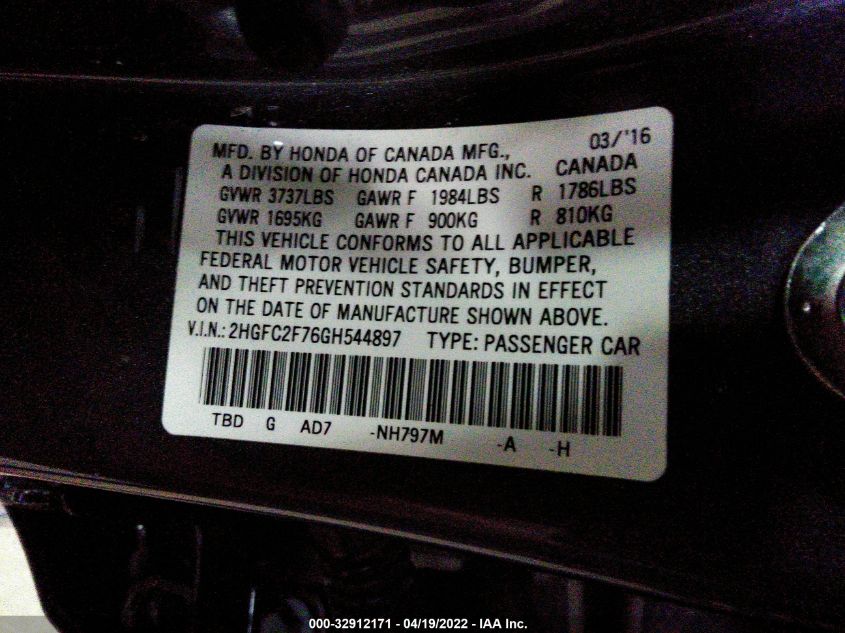 03/'16
MFD. BY HONDA OF CANADA MFG.,
A DIVISION OF HONDA CANADA INC. CANADA
GVWR 3737LBS GAWR F 1984LBS R 1786LBS
GVWR 1695KG GAWR F 900KG R 810KG
THIS VEHICLE CONFORMS TO ALL APPLICABLE
FEDERAL MOTOR VEHICLE SAFETY, BUMPER,
AND THEFT PREVENTION STANDARDS IN EFFECT
ON THE DATE OF MANUFACTURE SHOWN ABOVE.
V.I.N.: 2HGFC2F76GH544897 TYPE: PASSENGER CAR
TBD G AD7 -NH797M -A -H
000-32912171 - 04/19/2022 - IAA Inc.